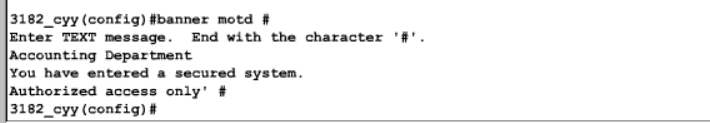 3182_cyy(config)#banner motd #
Enter TEXT message.  End with the character '#'.
Accounting Department
You have entered a secured system.
Authorized access only' #
3182_cyy(config)#